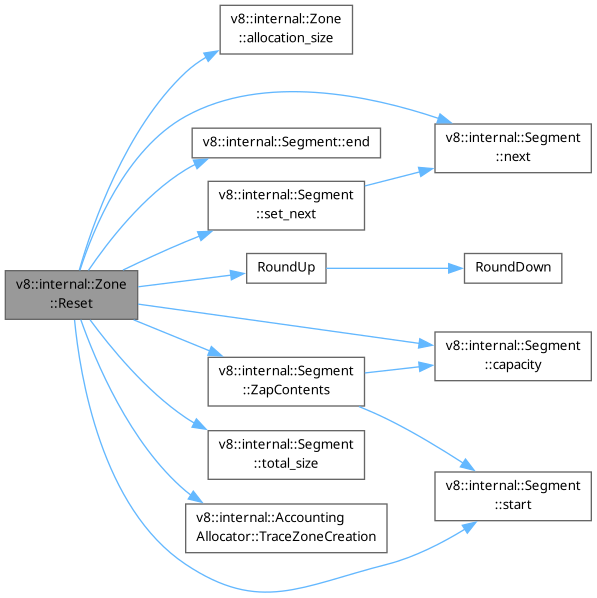 v8::internal::Zone
::allocation_size
v8::internal::Segment
::next
v8::internal::Segment::end
v8::internal::Segment
::set_next
v8::internal::Zone
::Reset
RoundUp
RoundDown
v8::internal::Segment
::capacity
v8::internal::Segment
::ZapContents
v8::internal::Segment
::total_size
v8::internal::Segment
::start
v8::internal::Accounting
Allocator::TraceZoneCreation